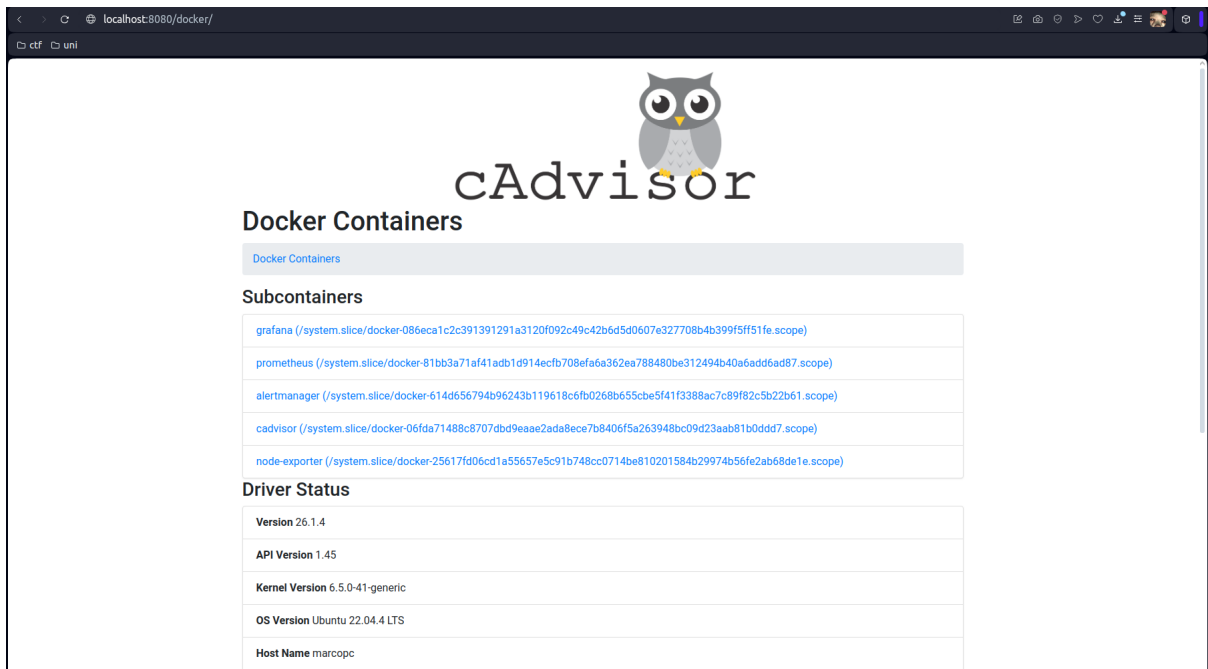 localhost:8080/docker/
ctf uni
cAdvisor
Docker Containers
Docker Containers
Subcontainers
grafana (/system.slice/docker-086eca1c2c391391291a3120f092c49c42b6d5d0607e327708b4b399f5ff51fe.scope)
prometheus (/system.slice/docker-81bb3a71af41adb1d914ecfb708efa6a362ea788480be312494b40a6add6ad87.scope)
alertmanager (/system.slice/docker-614d656794b96243b119618c6fb0268b655cbe5f41f3388ac7c89f82c5b22b61.scope)
cadvisor (/system.slice/docker-06fda71488c8707dbd9eaae2ada8ece7b8406f5a263948bc09d23aab81b0ddd7.scope)
node-exporter (/system.slice/docker-25617fd06cd1a55657e5c91b748cc0714be810201584b29974b56fe2ab68de1e.scope)
Driver Status
Version 26.1.4
API Version 1.45
Kernel Version 6.5.0-41-generic
OS Version Ubuntu 22.04.4 LTS
Host Name marcopc